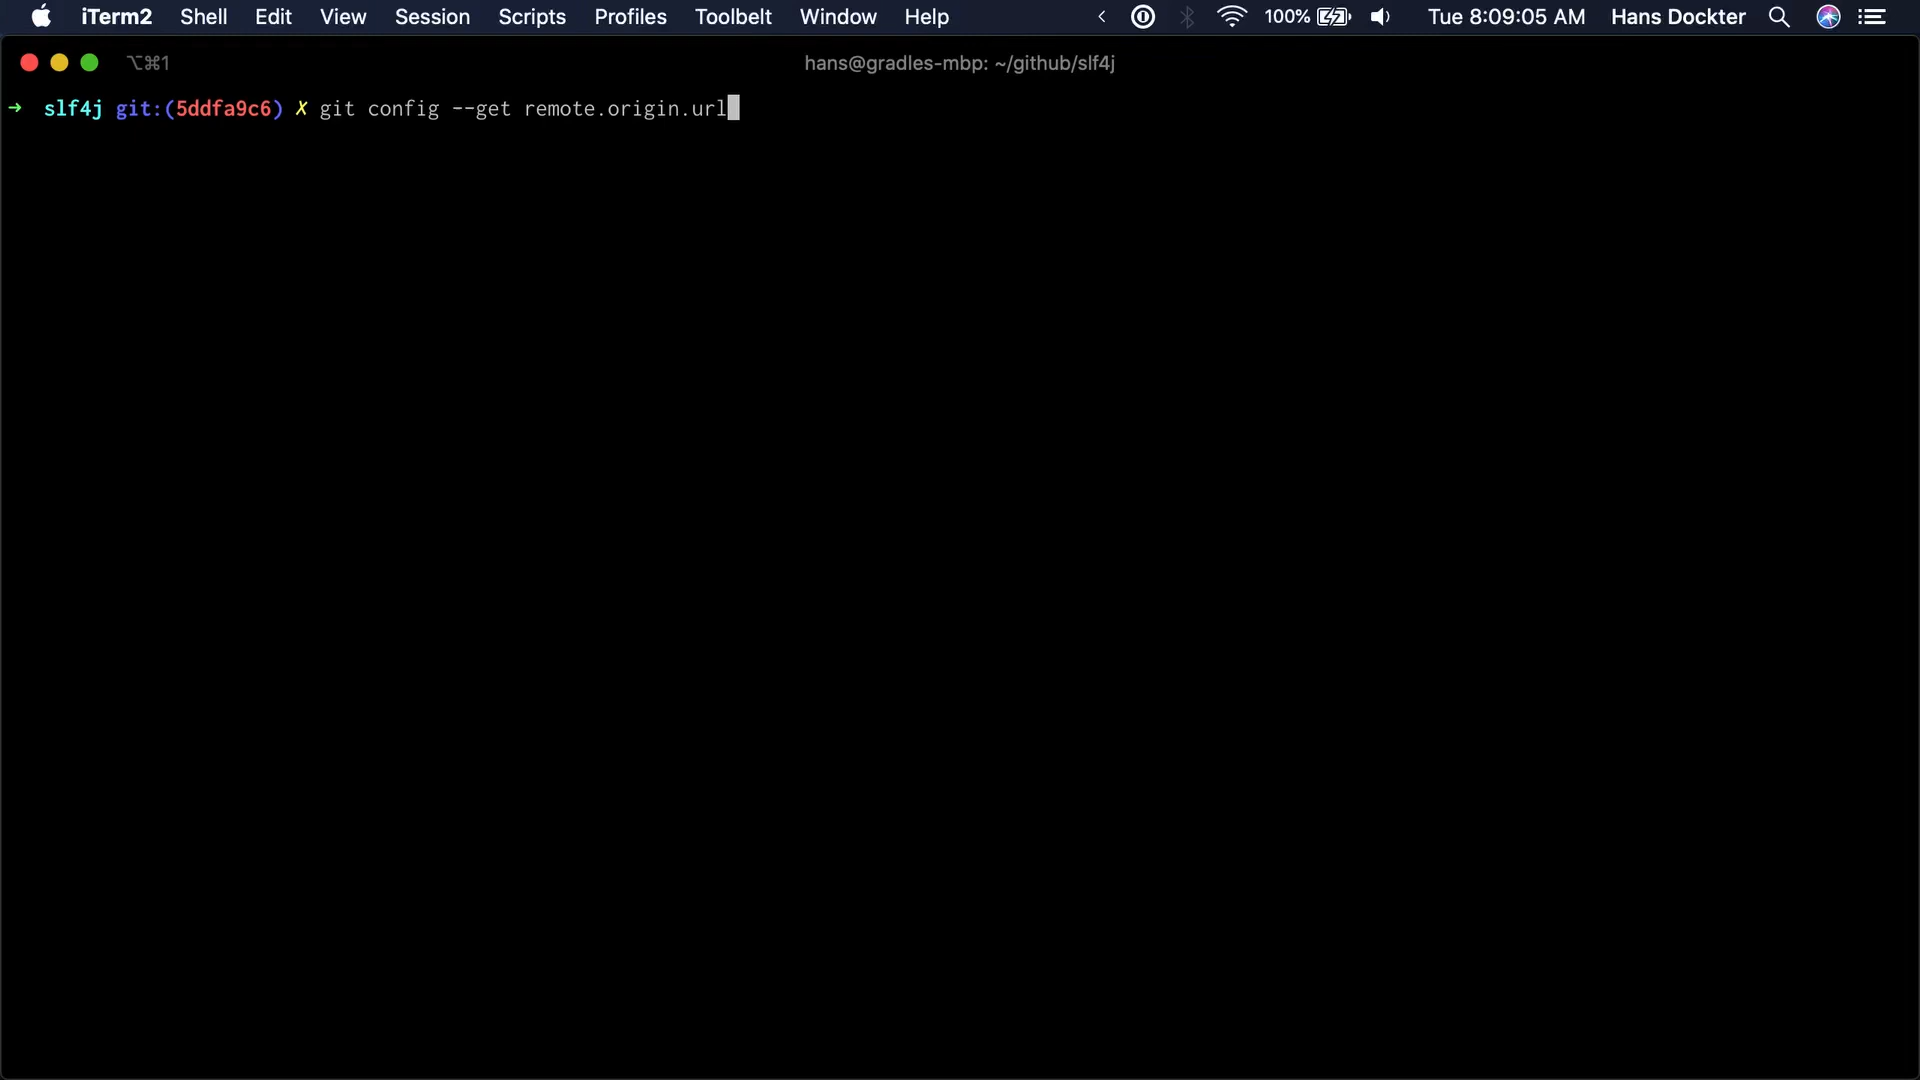 iTerm2 Shell Edit View Session Scripts Profiles Toolbelt Window Help 100% Tue 8:09:05 AM Hans Dockter
⌥⌘1 hans@gradles-mbp: ~/github/slf4j
➜ slf4j git:(5ddfa9c6) ✗ git config --get remote.origin.url